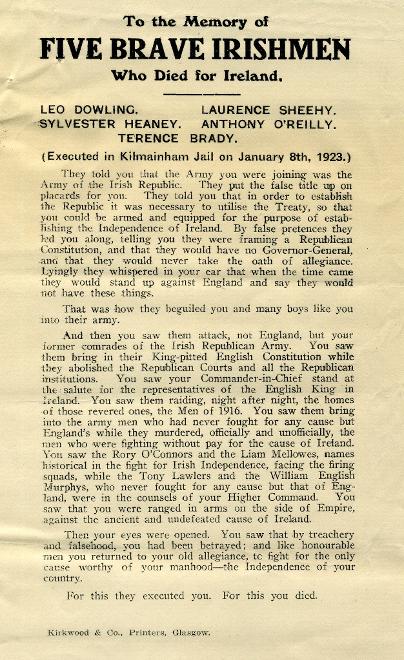 To the Memory of
FIVE BRAVE IRISHMEN
Who Died for Ireland.
LEO DOWLING. LAURENCE SHEEHY.
SYLVESTER HEANEY. ANTHONY O'REILLY.
TERENCE BRADY.
(Executed in Kilmainham Jail on January 8th, 1923.)
They told you that the Army you were joining was the
Army of the Irish Republic. They put the false title up on
placards for you. They told you that in order to establish
the Republic it was necessary to utilise the Treaty, so that
you could be armed and equipped for the purpose of estab-
lishing the Independence of Ireland. By false pretences they
led you along, telling you they were framing a Republican
Constitution, and that they would have no Governor-General,
and that they would never take the oath of allegiance.
Lyingly they whispered in your ear that when the time came
they would stand up against England and say they would
not have these things.
That was how they beguiled you and many boys like you
into their army.
And then you saw them attack, not England, but your
former comrades of the Irish Republican Army. You saw
them bring in their King-pitted English Constitution while
they abolished the Republican Courts and all the Republican
institutions. You saw your Commander-in-Chief stand at
the salute for the representatives of the English King in
Ireland. You saw them raiding, night after night, the homes
of those revered ones, the Men of 1916. You saw them bring
into the army men who had never fought for any cause but
England's while they murdered, officially and unofficially, the
men who were fighting without pay for the cause of Ireland.
You saw the Rory O'Connors and the Liam Mellowes, names
historical in the fight for Irish Independence, facing the firing
squads, while the Tony Lawlers and the William English
Murphys, who never fought for any cause but that of Eng-
land, were in the counsels of your Higher Command. You
saw that you were ranged in arms on the side of Empire,
against the ancient and undefeated cause of Ireland.
Then your eyes were opened. You saw that by treachery
and falsehood, you had been betrayed; and like honourable
men you returned to your old allegiance, to fight for the only
cause worthy of your manhood—the Independence of your
country.
For this they executed you. For this you died.
Kirkwood & Co., Printers, Glasgow.